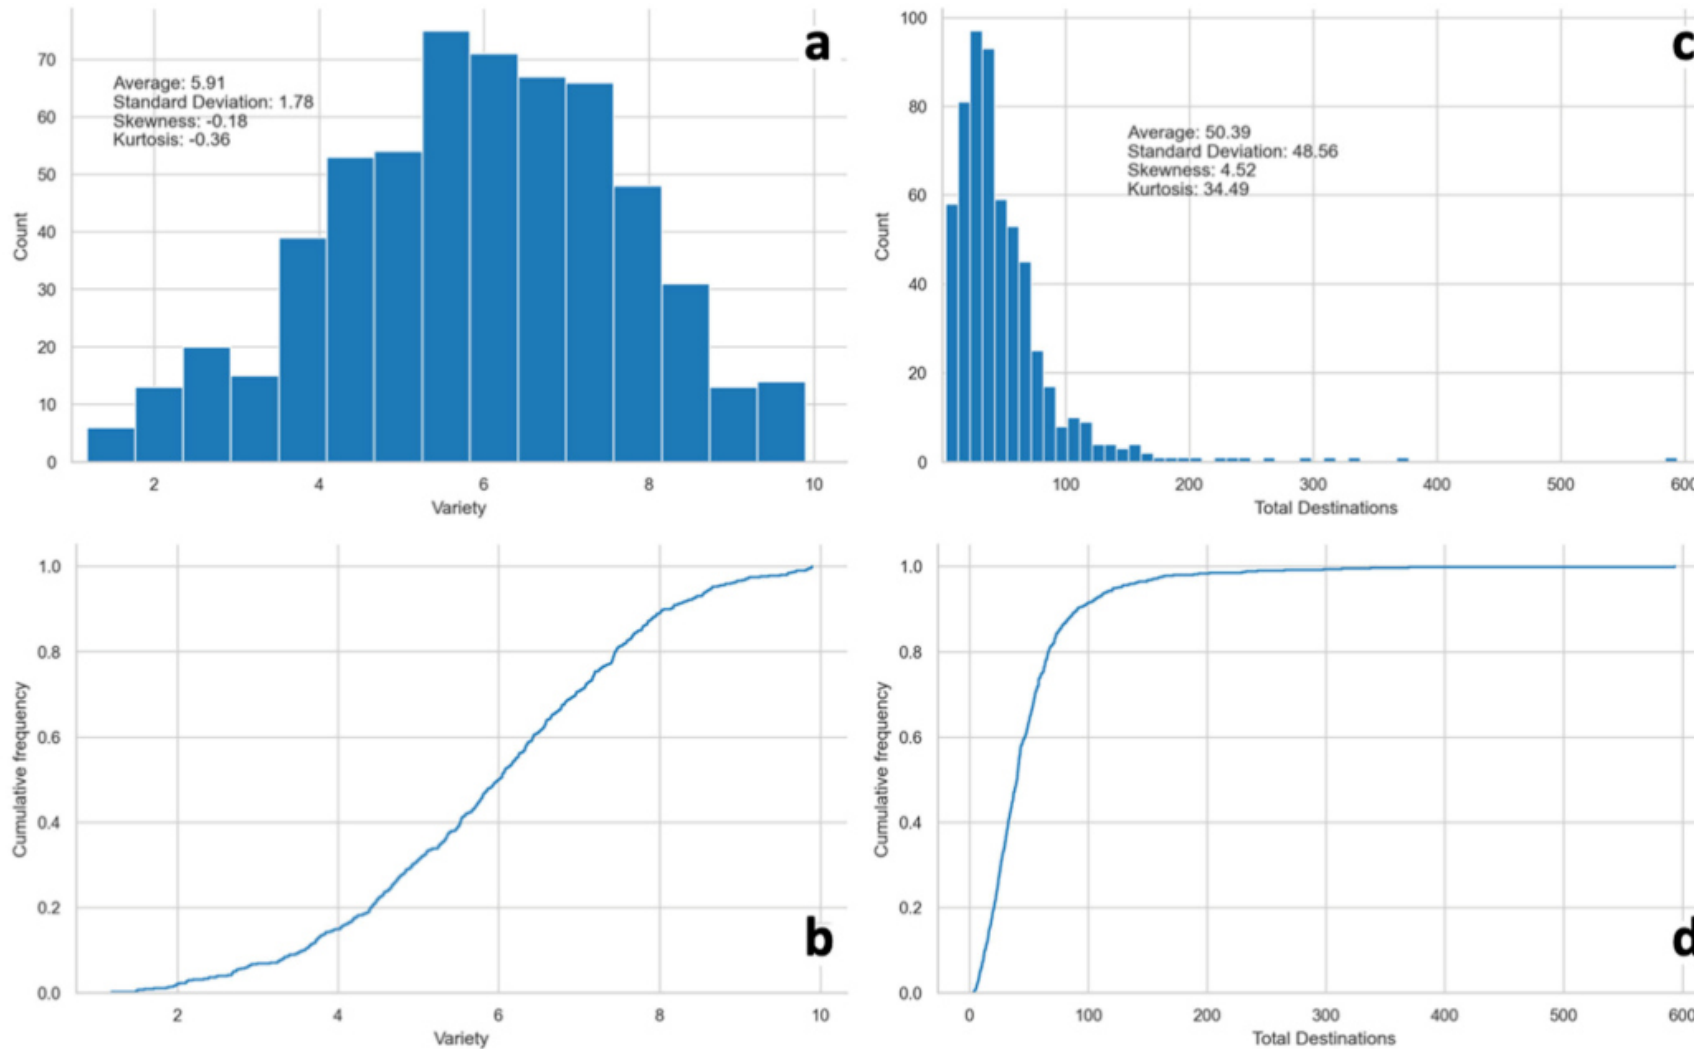 a
70
60
50
40
30
20
10
0
Count
Average: 5.91
Standard Deviation: 1.78
Skewness: -0.18
Kurtosis: -0.36
2 4 6 8 10
Variety
c
100
80
60
40
20
0
Count
Average: 50.39
Standard Deviation: 48.56
Skewness: 4.52
Kurtosis: 34.49
100 200 300 400 500 600
Total Destinations
1.0
0.8
0.6
0.4
0.2
0.0
Cumulative frequency
b
2 4 6 8 10
Variety
1.0
0.8
0.6
0.4
0.2
0.0
Cumulative frequency
d
0 100 200 300 400 500 600
Total Destinations